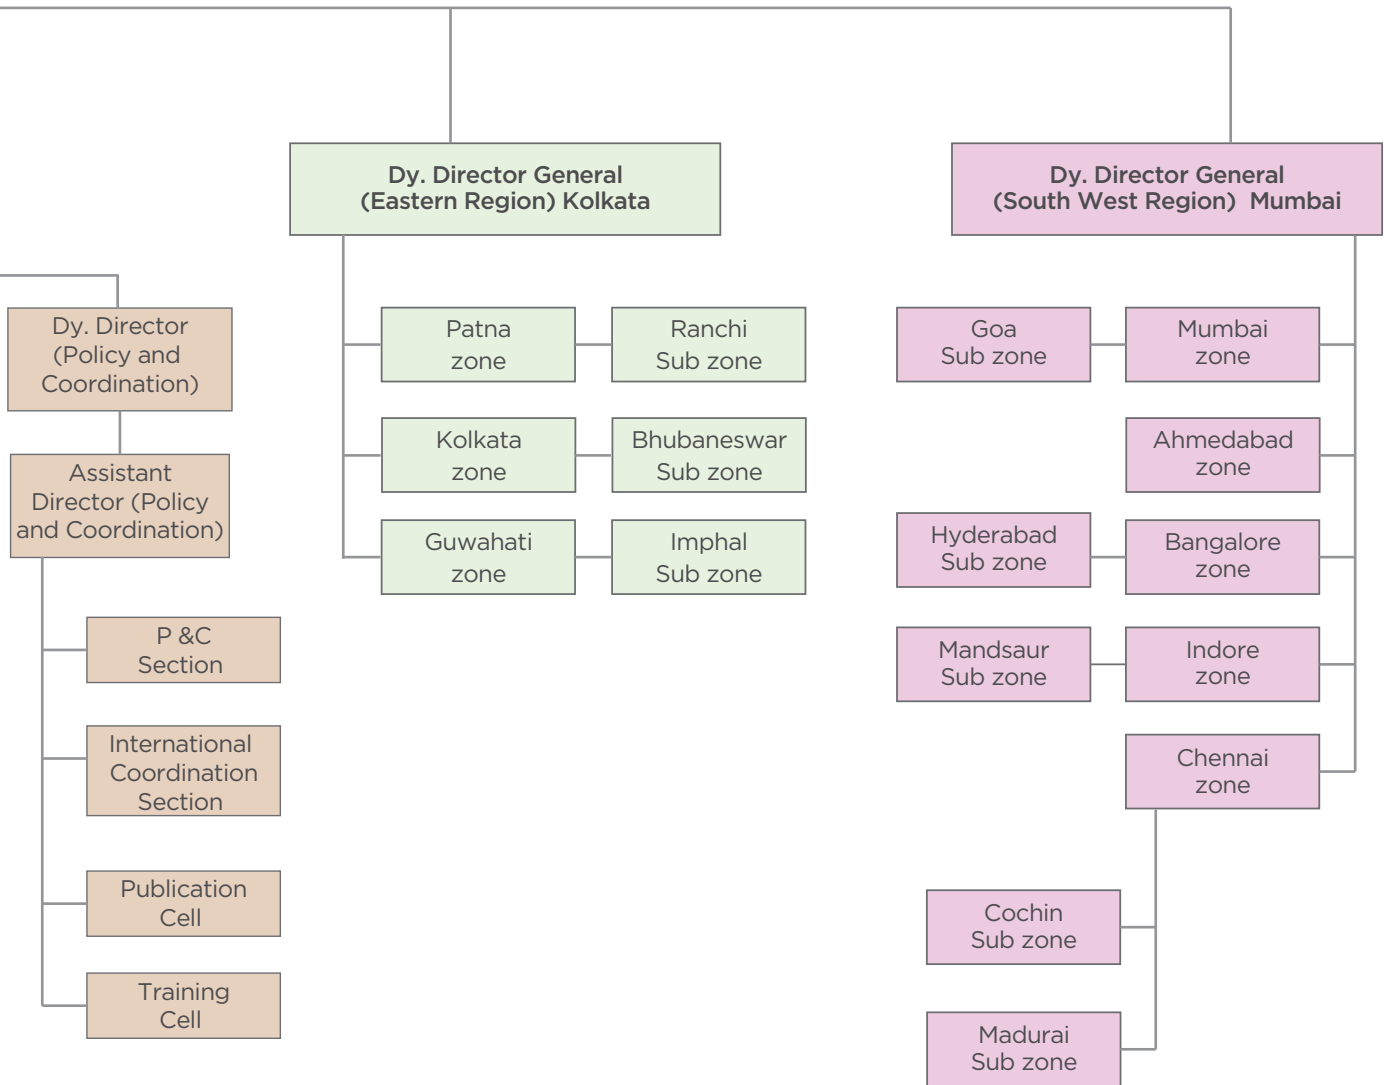 Dy. Director General
(Eastern Region) Kolkata
Dy. Director General
(South West Region) Mumbai
Dy. Director
(Policy and
Coordination)
Assistant
Director (Policy
and Coordination)
P &C
Section
International
Coordination
Section
Publication
Cell
Training
Cell
Patna
zone
Ranchi
Sub zone
Kolkata
zone
Bhubaneswar
Sub zone
Guwahati
zone
Imphal
Sub zone
Goa
Sub zone
Mumbai
zone
Ahmedabad
zone
Hyderabad
Sub zone
Bangalore
zone
Mandsaur
Sub zone
Indore
zone
Chennai
zone
Cochin
Sub zone
Madurai
Sub zone